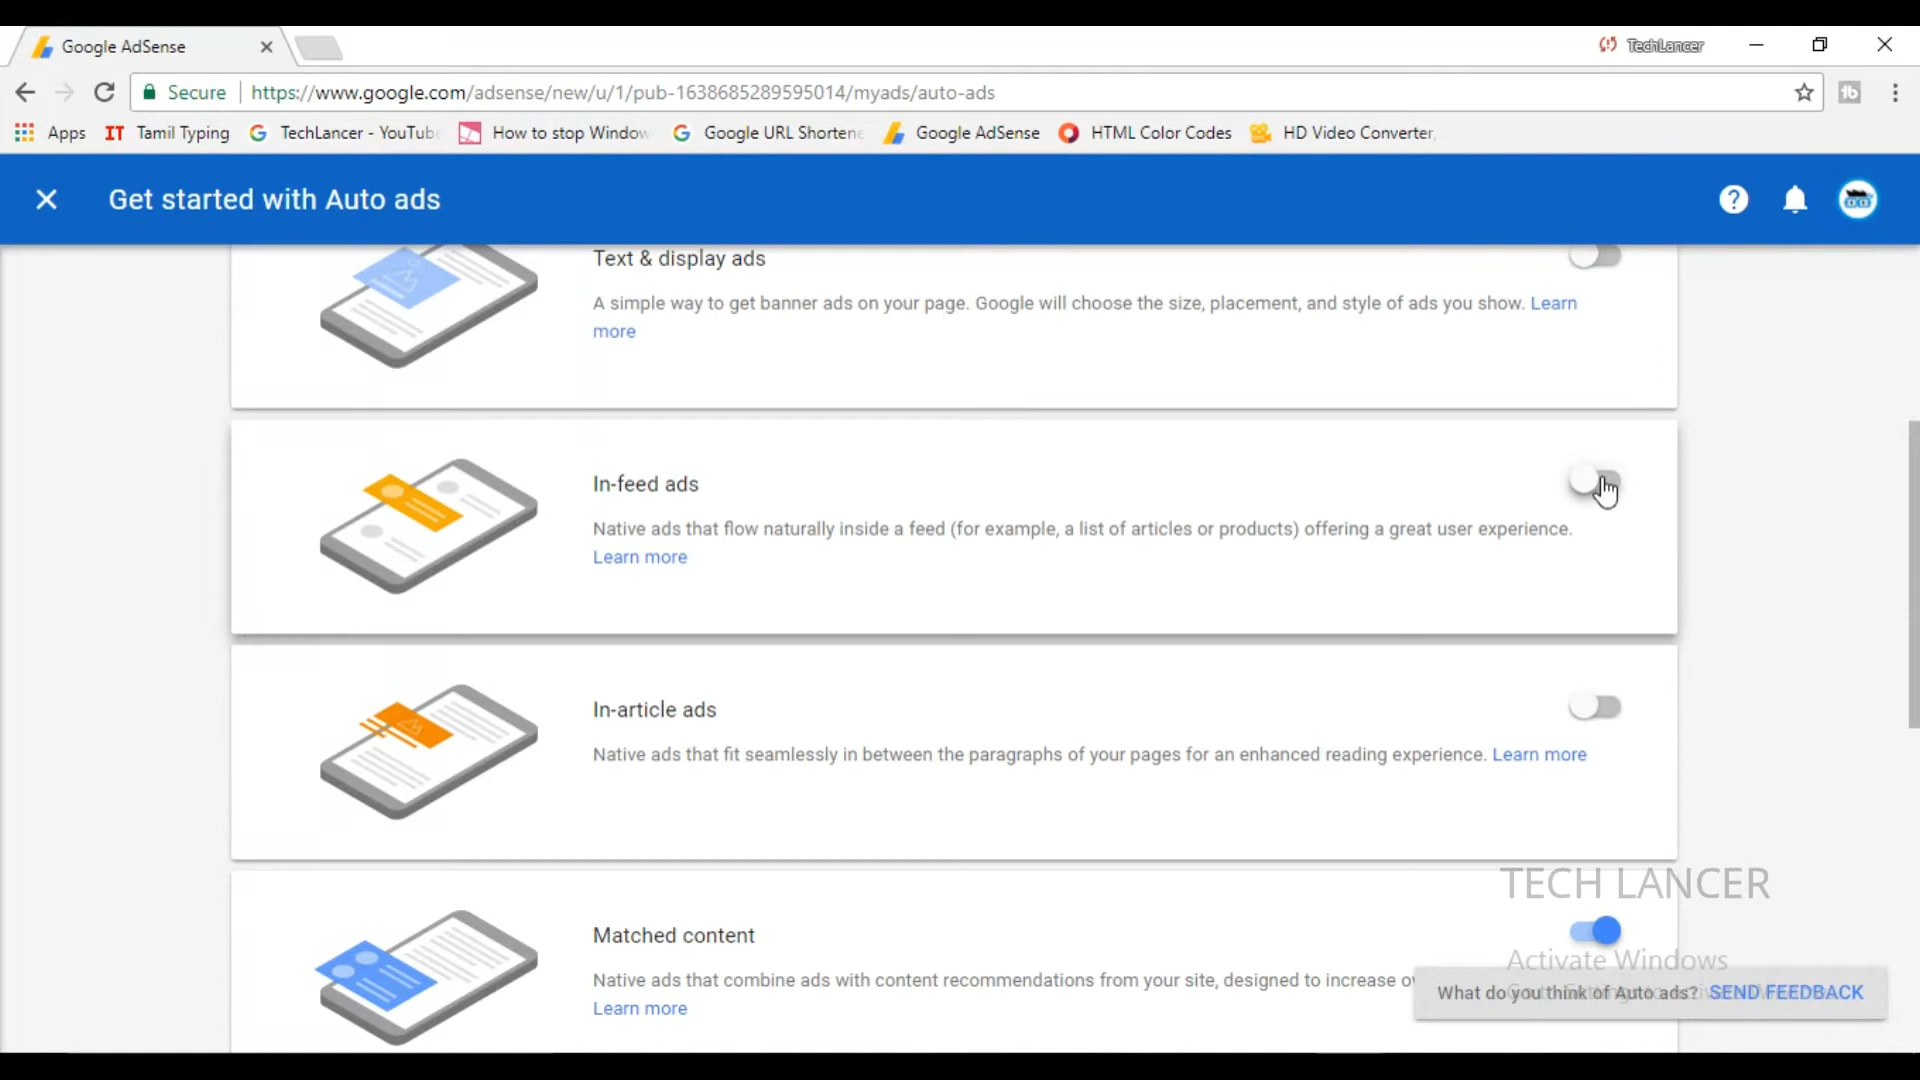 Google AdSense
TechLancer
Secure
https://www.google.com/adsense/new/u/1/pub-1638685289595014/myads/auto-ads
Apps
Tamil Typing
TechLancer - YouTub
How to stop Window
Google URL Shortene
Google AdSense
HTML Color Codes
HD Video Converter,
Get started with Auto ads
Text & display ads
A simple way to get banner ads on your page. Google will choose the size, placement, and style of ads you show. Learn
more
In-feed ads
Native ads that flow naturally inside a feed (for example, a list of articles or products) offering a great user experience.
Learn more
In-article ads
Native ads that fit seamlessly in between the paragraphs of your pages for an enhanced reading experience. Learn more
TECH LANCER
Matched content
Native ads that combine ads with content recommendations from your site, designed to increase
Learn more
Activate Windows
What do you think of Auto ads? SEND FEEDBACK